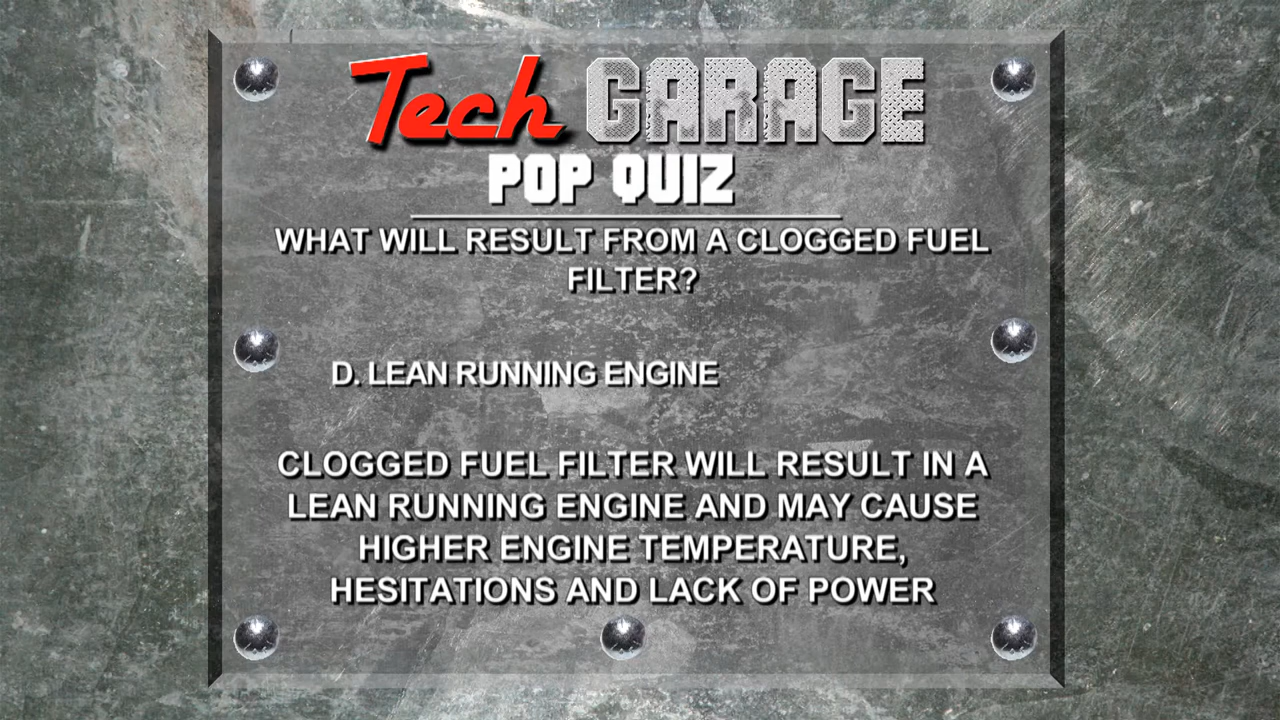 Tech GARAGE
POP QUIZ
WHAT WILL RESULT FROM A CLOGGED FUEL
FILTER?
D. LEAN RUNNING ENGINE
CLOGGED FUEL FILTER WILL RESULT IN A
LEAN RUNNING ENGINE AND MAY CAUSE
HIGHER ENGINE TEMPERATURE,
HESITATIONS AND LACK OF POWER